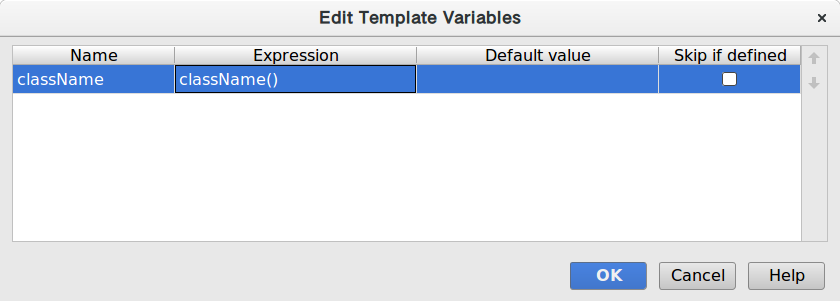 Edit Template Variables
Name Expression Default value Skip if defined
className className()
OK Cancel Help